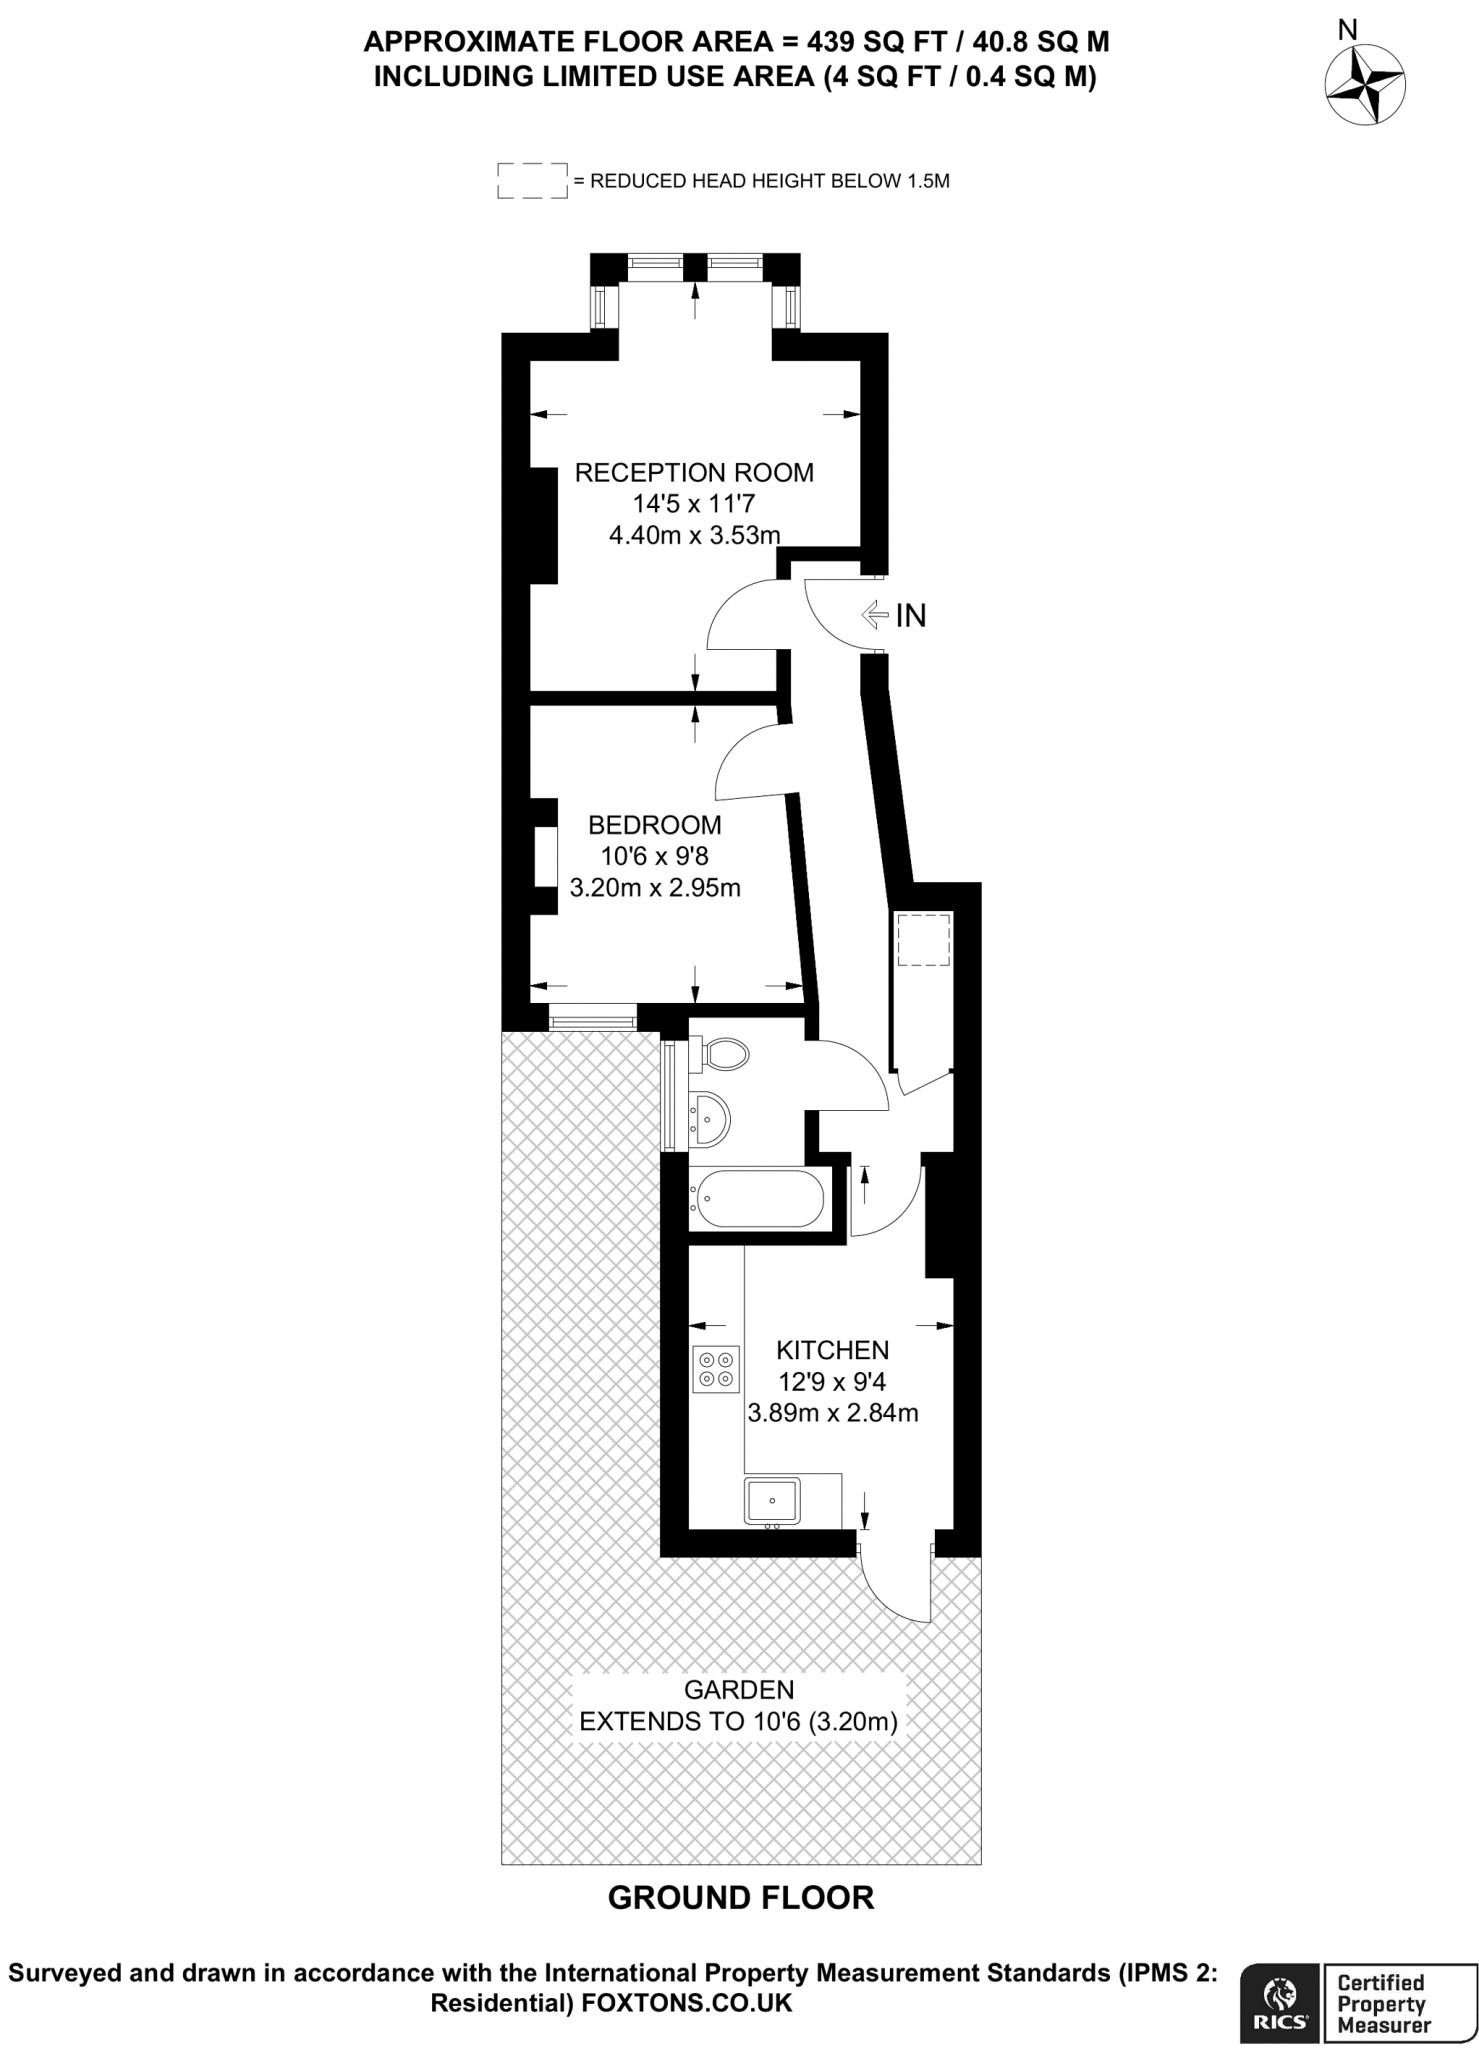 APPROXIMATE FLOOR AREA = 439 SQ FT / 40.8 SQ M
INCLUDING LIMITED USE AREA (4 SQ FT / 0.4 SQ M)
N
= REDUCED HEAD HEIGHT BELOW 1.5M
RECEPTION ROOM
14'5 x 11'7
4.40m x 3.53m
IN
BEDROOM
10'6 x 9'8
3.20m x 2.95m
KITCHEN
12'9 x 9'4
3.89m x 2.84m
GARDEN
EXTENDS TO 10'6 (3.20m)
GROUND FLOOR
Surveyed and drawn in accordance with the International Property Measurement Standards (IPMS 2:
Residential) FOXTONS.CO.UK
RICS
Certified
Property
Measurer